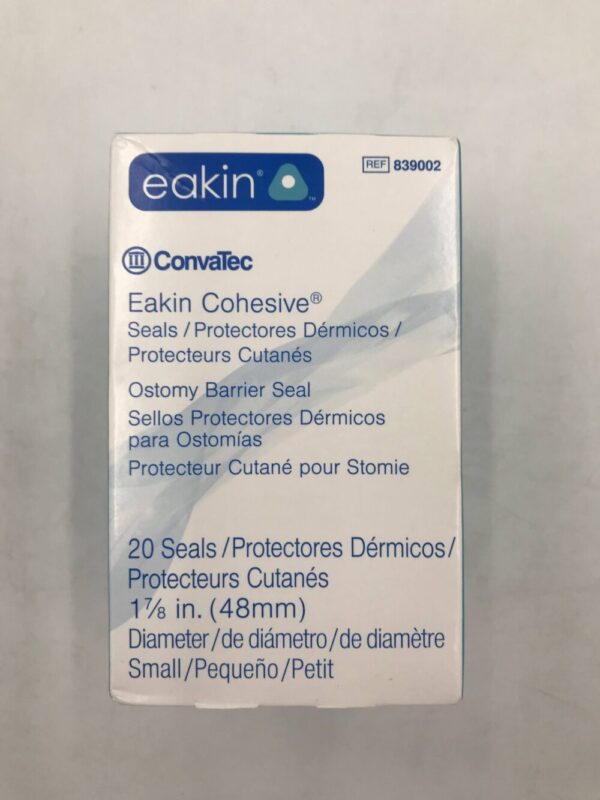 eakin®
™
REF 839002
ConvaTec
Eakin Cohesive®
Seals / Protectores Dérmicos /
Protecteurs Cutanés
Ostomy Barrier Seal
Sellos Protectores Dérmicos
para Ostomías
Protecteur Cutané pour Stomie
20 Seals / Protectores Dérmicos /
Protecteurs Cutanés
1⅞ in. (48mm)
Diameter / de diámetro / de diamètre
Small / Pequeño / Petit